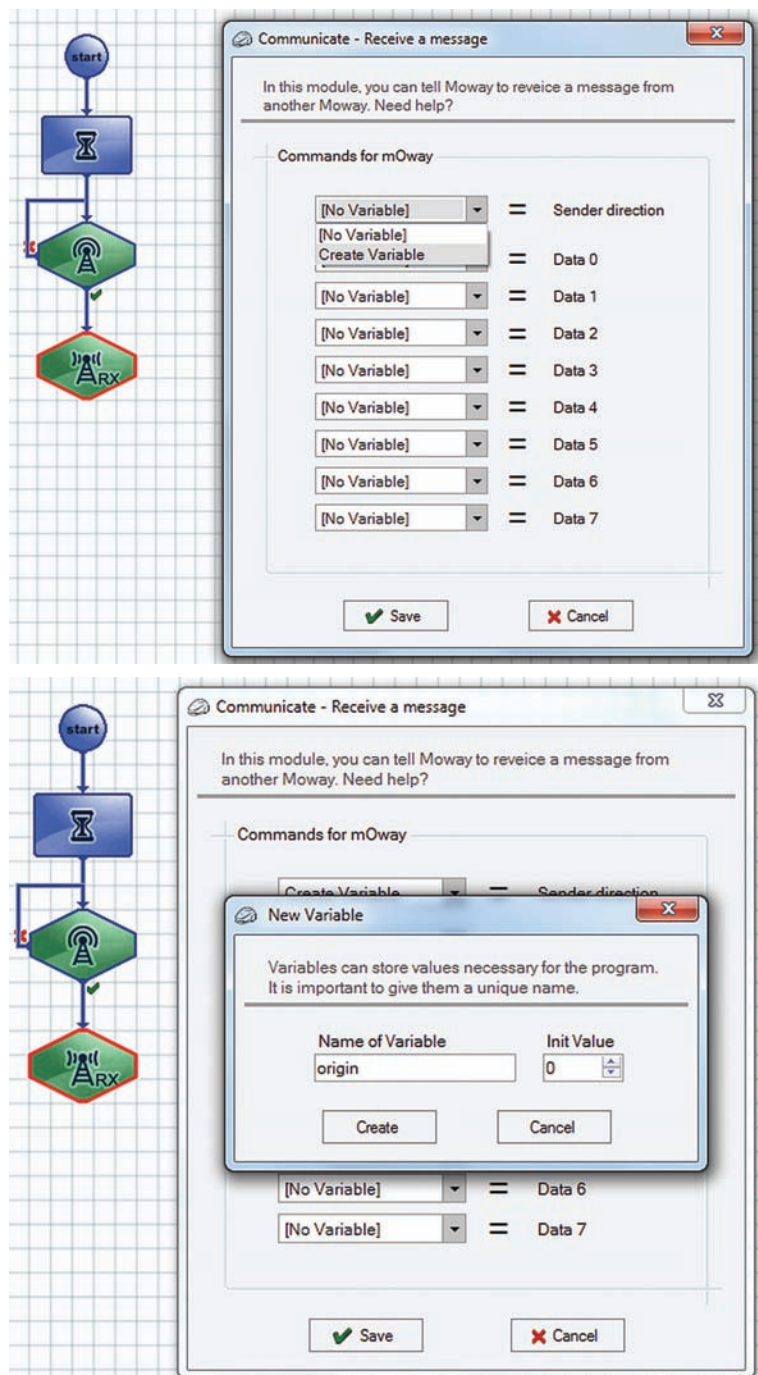 start
Communicate - Receive a message
In this module, you can tell Moway to reveice a message from
another Moway. Need help?
Commands for mOway
[No Variable] = Sender direction
[No Variable]
Create Variable
= Data 0
[No Variable] = Data 1
[No Variable] = Data 2
[No Variable] = Data 3
[No Variable] = Data 4
[No Variable] = Data 5
[No Variable] = Data 6
[No Variable] = Data 7
RX
Save
Cancel
start
Communicate - Receive a message
In this module, you can tell Moway to reveice a message from
another Moway. Need help?
Commands for mOway
Create Variable = Sender direction
New Variable
Variables can store values necessary for the program.
It is important to give them a unique name.
Name of Variable
Init Value
origin
0
Create
Cancel
RX
[No Variable] = Data 6
[No Variable] = Data 7
Save
Cancel